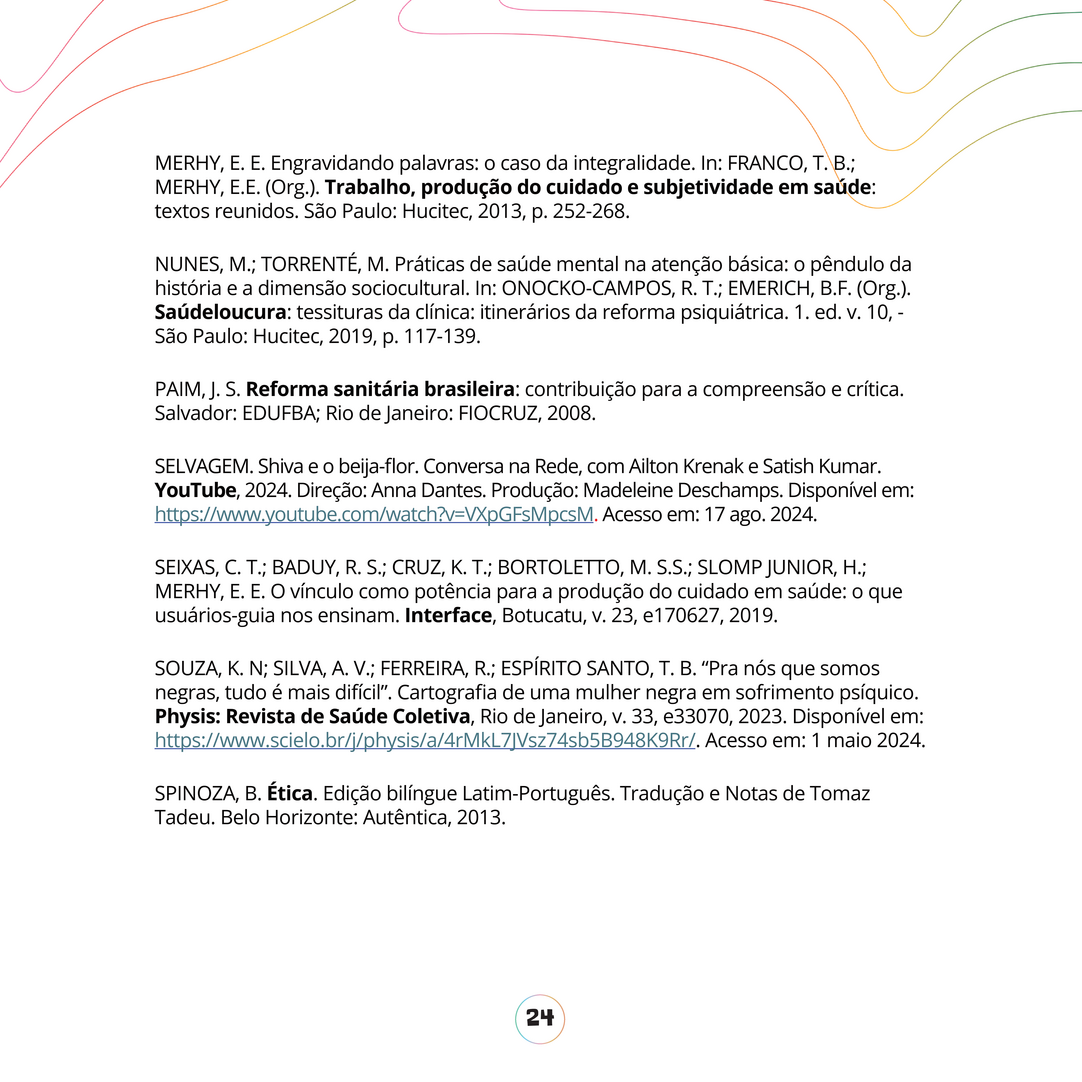 MERHY, E. E. Engravidando palavras: o caso da integralidade. In: FRANCO, T. B.;
MERHY, E.E. (Org.). Trabalho, produção do cuidado e subjetividade em saúde:
textos reunidos. São Paulo: Hucitec, 2013, p. 252-268.
NUNES, M.; TORRENTÉ, M. Práticas de saúde mental na atenção básica: o pêndulo da
história e a dimensão sociocultural. In: ONOCKO-CAMPOS, R. T.; EMERICH, B.F. (Org.).
Saúdeloucura: tessituras da clínica: itinerários da reforma psiquiátrica. 1. ed. v. 10, -
São Paulo: Hucitec, 2019, p. 117-139.
PAIM, J. S. Reforma sanitária brasileira: contribuição para a compreensão e crítica.
Salvador: EDUFBA; Rio de Janeiro: FIOCRUZ, 2008.
SELVAGEM. Shiva e o beija-flor. Conversa na Rede, com Ailton Krenak e Satish Kumar.
YouTube, 2024. Direção: Anna Dantes. Produção: Madeleine Deschamps. Disponível em:
https://www.youtube.com/watch?v=VXpGFsMpcsM. Acesso em: 17 ago. 2024.
SEIXAS, C. T.; BADUY, R. S.; CRUZ, K. T.; BORTOLETTO, M. S.S.; SLOMP JUNIOR, H.;
MERHY, E. E. O vínculo como potência para a produção do cuidado em saúde: o que
usuários-guia nos ensinam. Interface, Botucatu, v. 23, e170627, 2019.
SOUZA, K. N; SILVA, A. V.; FERREIRA, R.; ESPÍRITO SANTO, T. B. “Pra nós que somos
negras, tudo é mais difícil”. Cartografia de uma mulher negra em sofrimento psíquico.
Physis: Revista de Saúde Coletiva, Rio de Janeiro, v. 33, e33070, 2023. Disponível em:
https://www.scielo.br/j/physis/a/4rMkL7JVsz74sb5B948K9Rr/. Acesso em: 1 maio 2024.
SPINOZA, B. Ética. Edição bilíngue Latim-Português. Tradução e Notas de Tomaz
Tadeu. Belo Horizonte: Autêntica, 2013.
24